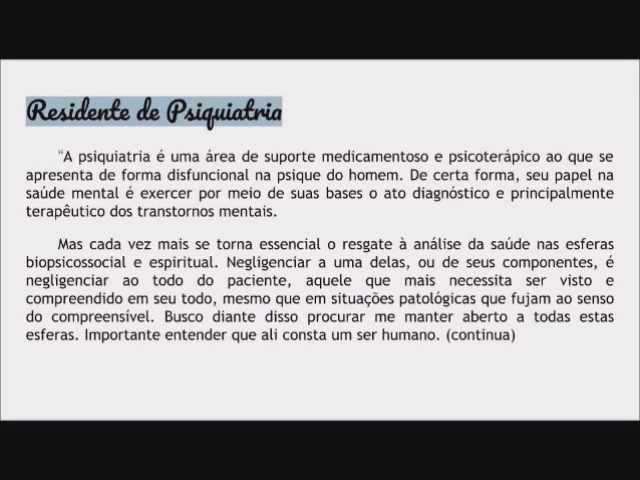 Residente de Psiquiatria
"A psiquiatria é uma área de suporte medicamentoso e psicoterápico ao que se
apresenta de forma disfuncional na psique do homem. De certa forma, seu papel na
saúde mental é exercer por meio de suas bases o ato diagnóstico e principalmente
terapêutico dos transtornos mentais.
Mas cada vez mais se torna essencial o resgate à análise da saúde nas esferas
biopsicossocial e espiritual. Negligenciar a uma delas, ou de seus componentes, é
negligenciar ao todo do paciente, aquele que mais necessita ser visto e
compreendido em seu todo, mesmo que em situações patológicas que fujam ao senso
do compreensível. Busco diante disso procurar me manter aberto a todas estas
esferas. Importante entender que ali consta um ser humano. (continua)